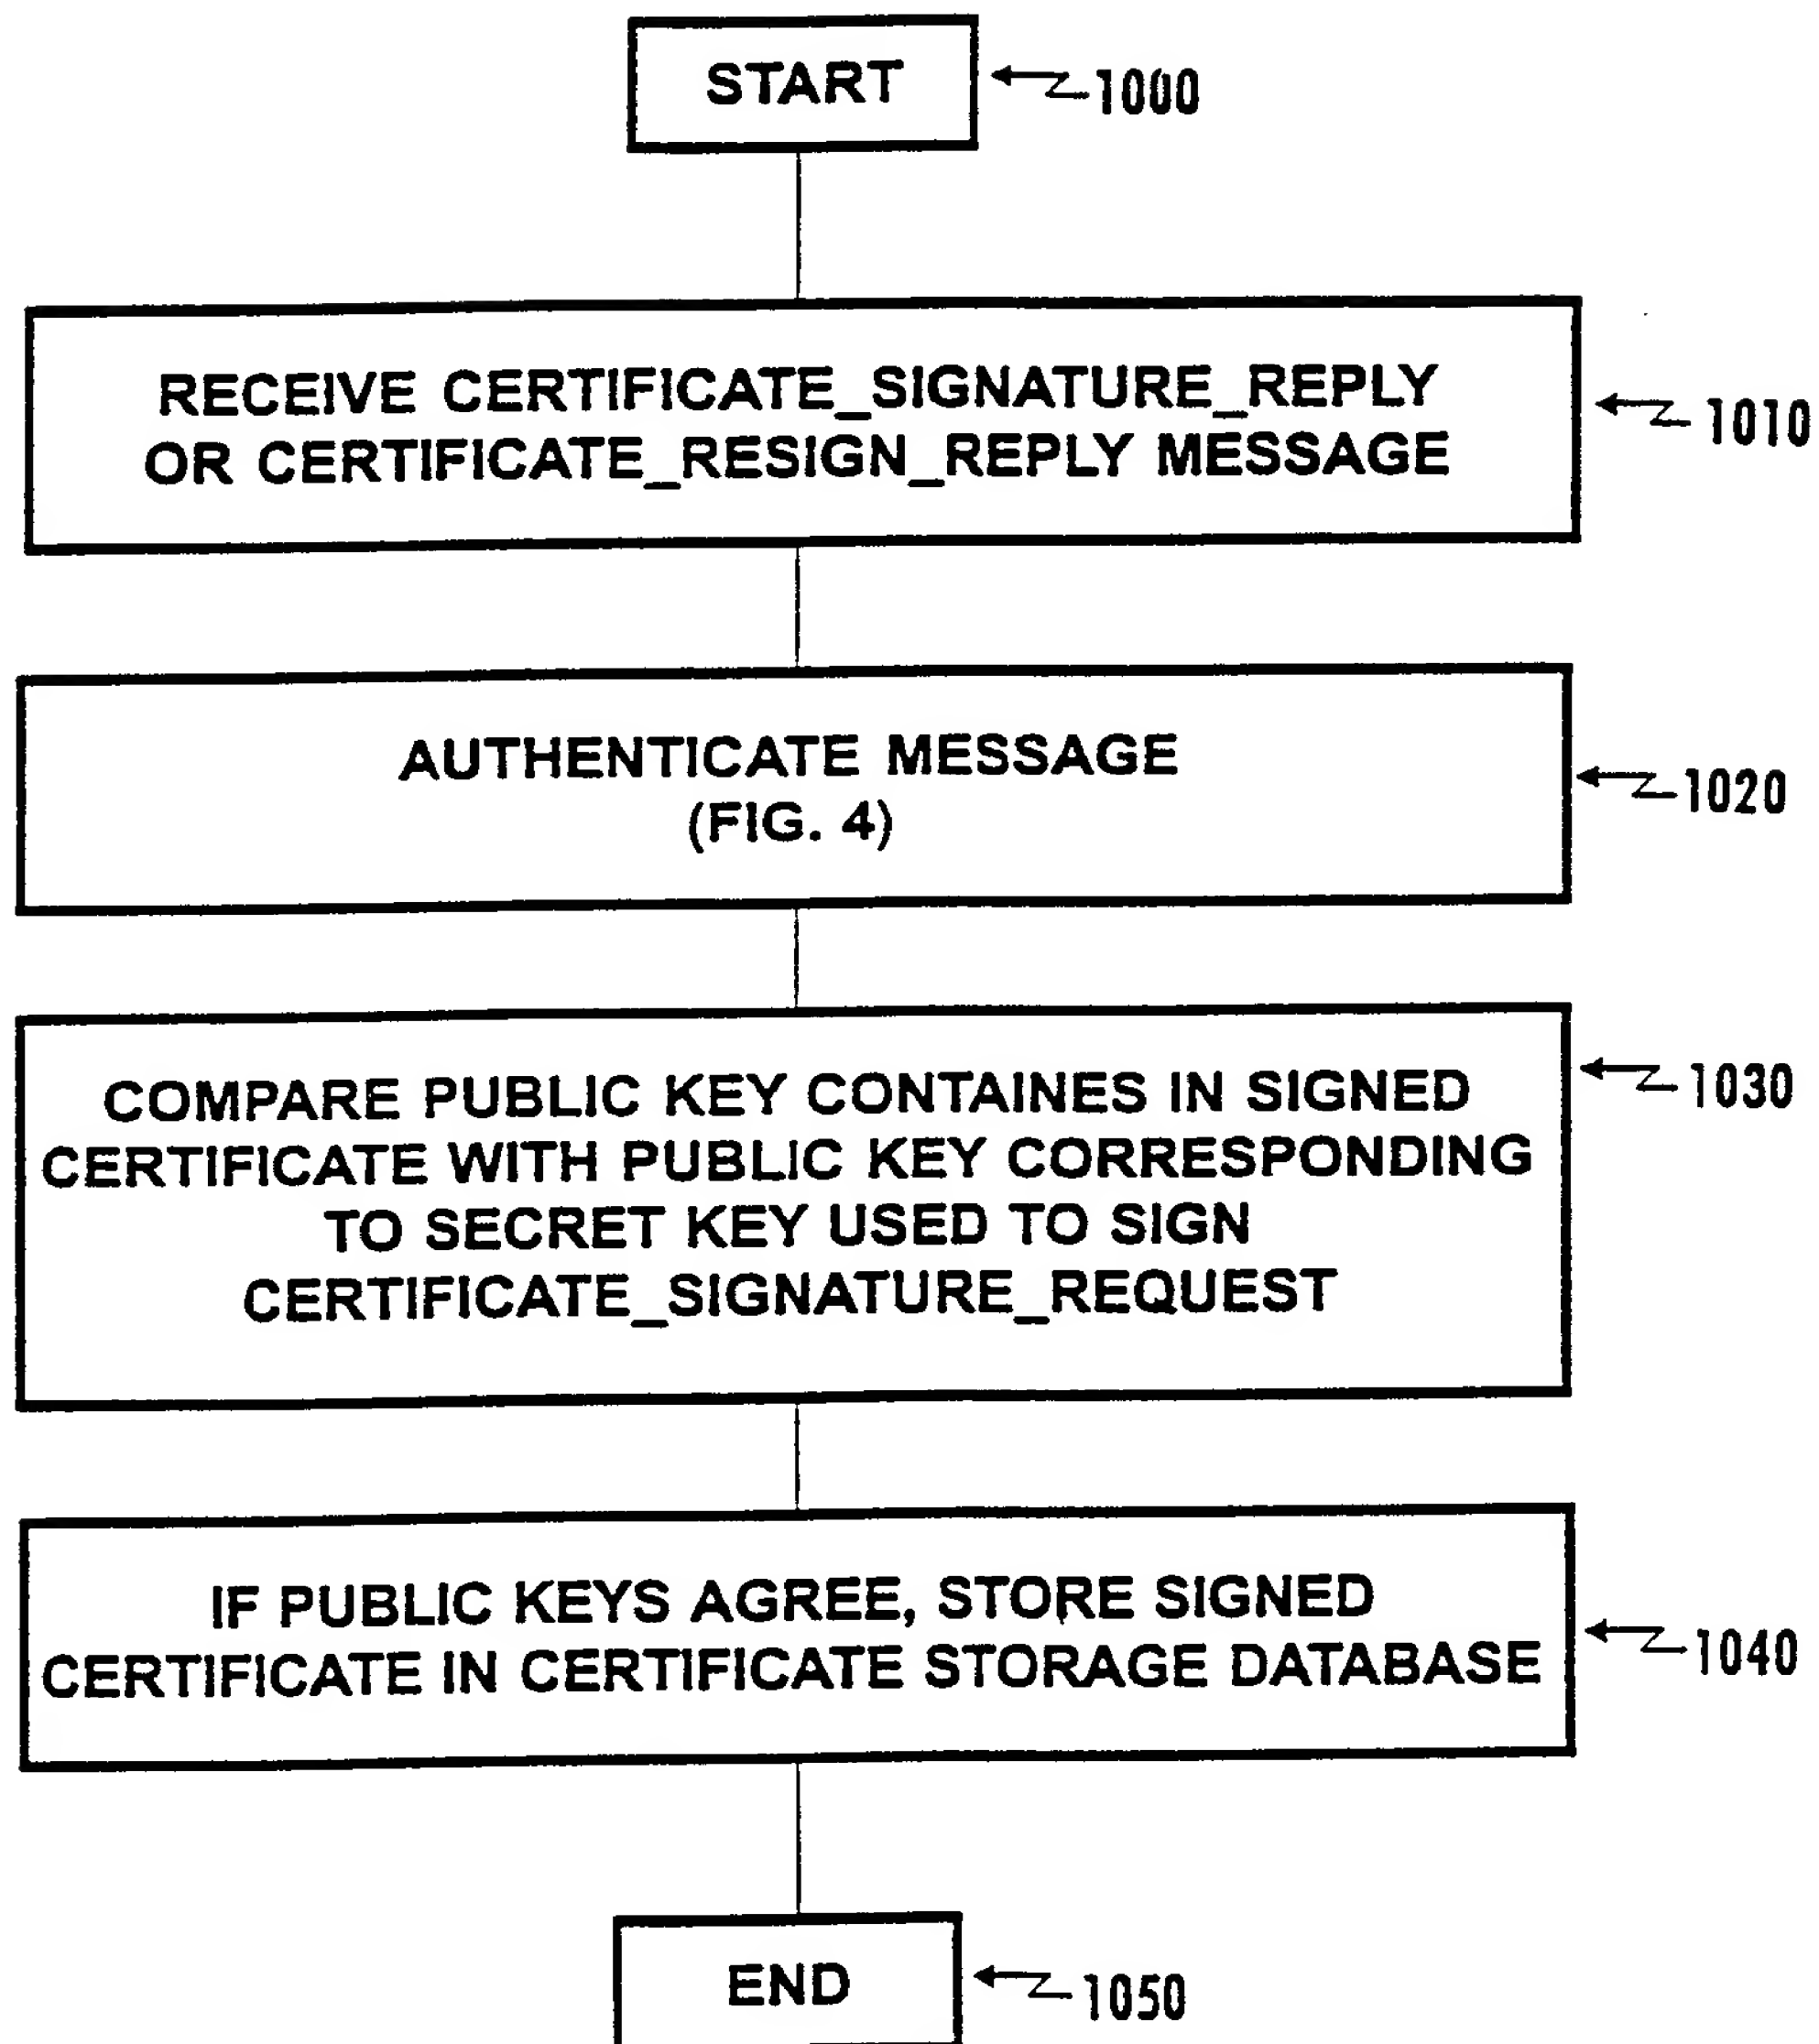 START
1000
RECEIVE CERTIFICATE_SIGNATURE_REPLY
OR CERTIFICATE_RESIGN_REPLY MESSAGE
1010
AUTHENTICATE MESSAGE
(FIG. 4)
1020
COMPARE PUBLIC KEY CONTAINES IN SIGNED
CERTIFICATE WITH PUBLIC KEY CORRESPONDING
TO SECRET KEY USED TO SIGN
CERTIFICATE_SIGNATURE_REQUEST
1030
IF PUBLIC KEYS AGREE, STORE SIGNED
CERTIFICATE IN CERTIFICATE STORAGE DATABASE
1040
END
1050